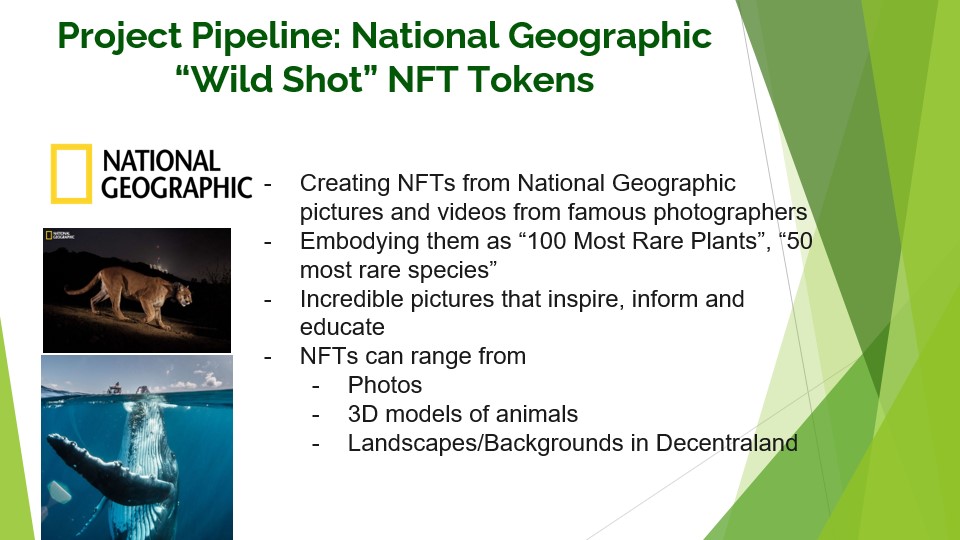 Project Pipeline: National Geographic
“Wild Shot” NFT Tokens
NATIONAL
GEOGRAPHIC
- Creating NFTs from National Geographic
pictures and videos from famous photographers
- Embodying them as “100 Most Rare Plants”, “50
most rare species”
- Incredible pictures that inspire, inform and
educate
- NFTs can range from
- Photos
- 3D models of animals
- Landscapes/Backgrounds in Decentraland
NATIONAL
GEOGRAPHIC